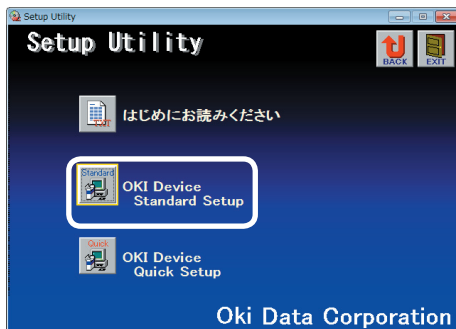 Setup Utility
Setup Utility
BACK
EXIT
TXT
はじめにお読みください
Standard
OKI Device
Standard Setup
Quick
OKI Device
Quick Setup
Oki Data Corporation